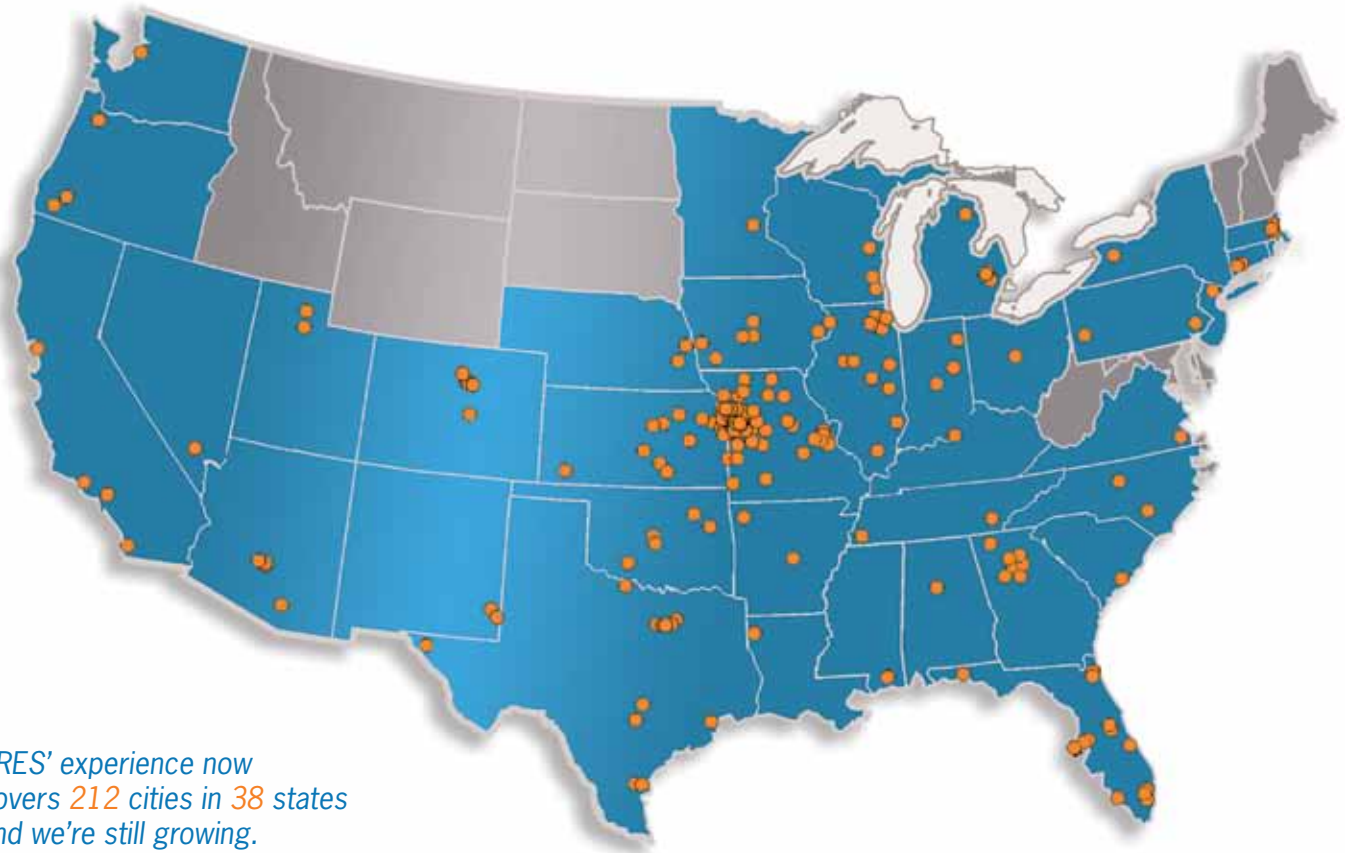 RES' experience now
overs 212 cities in 38 states
nd we're still growing.